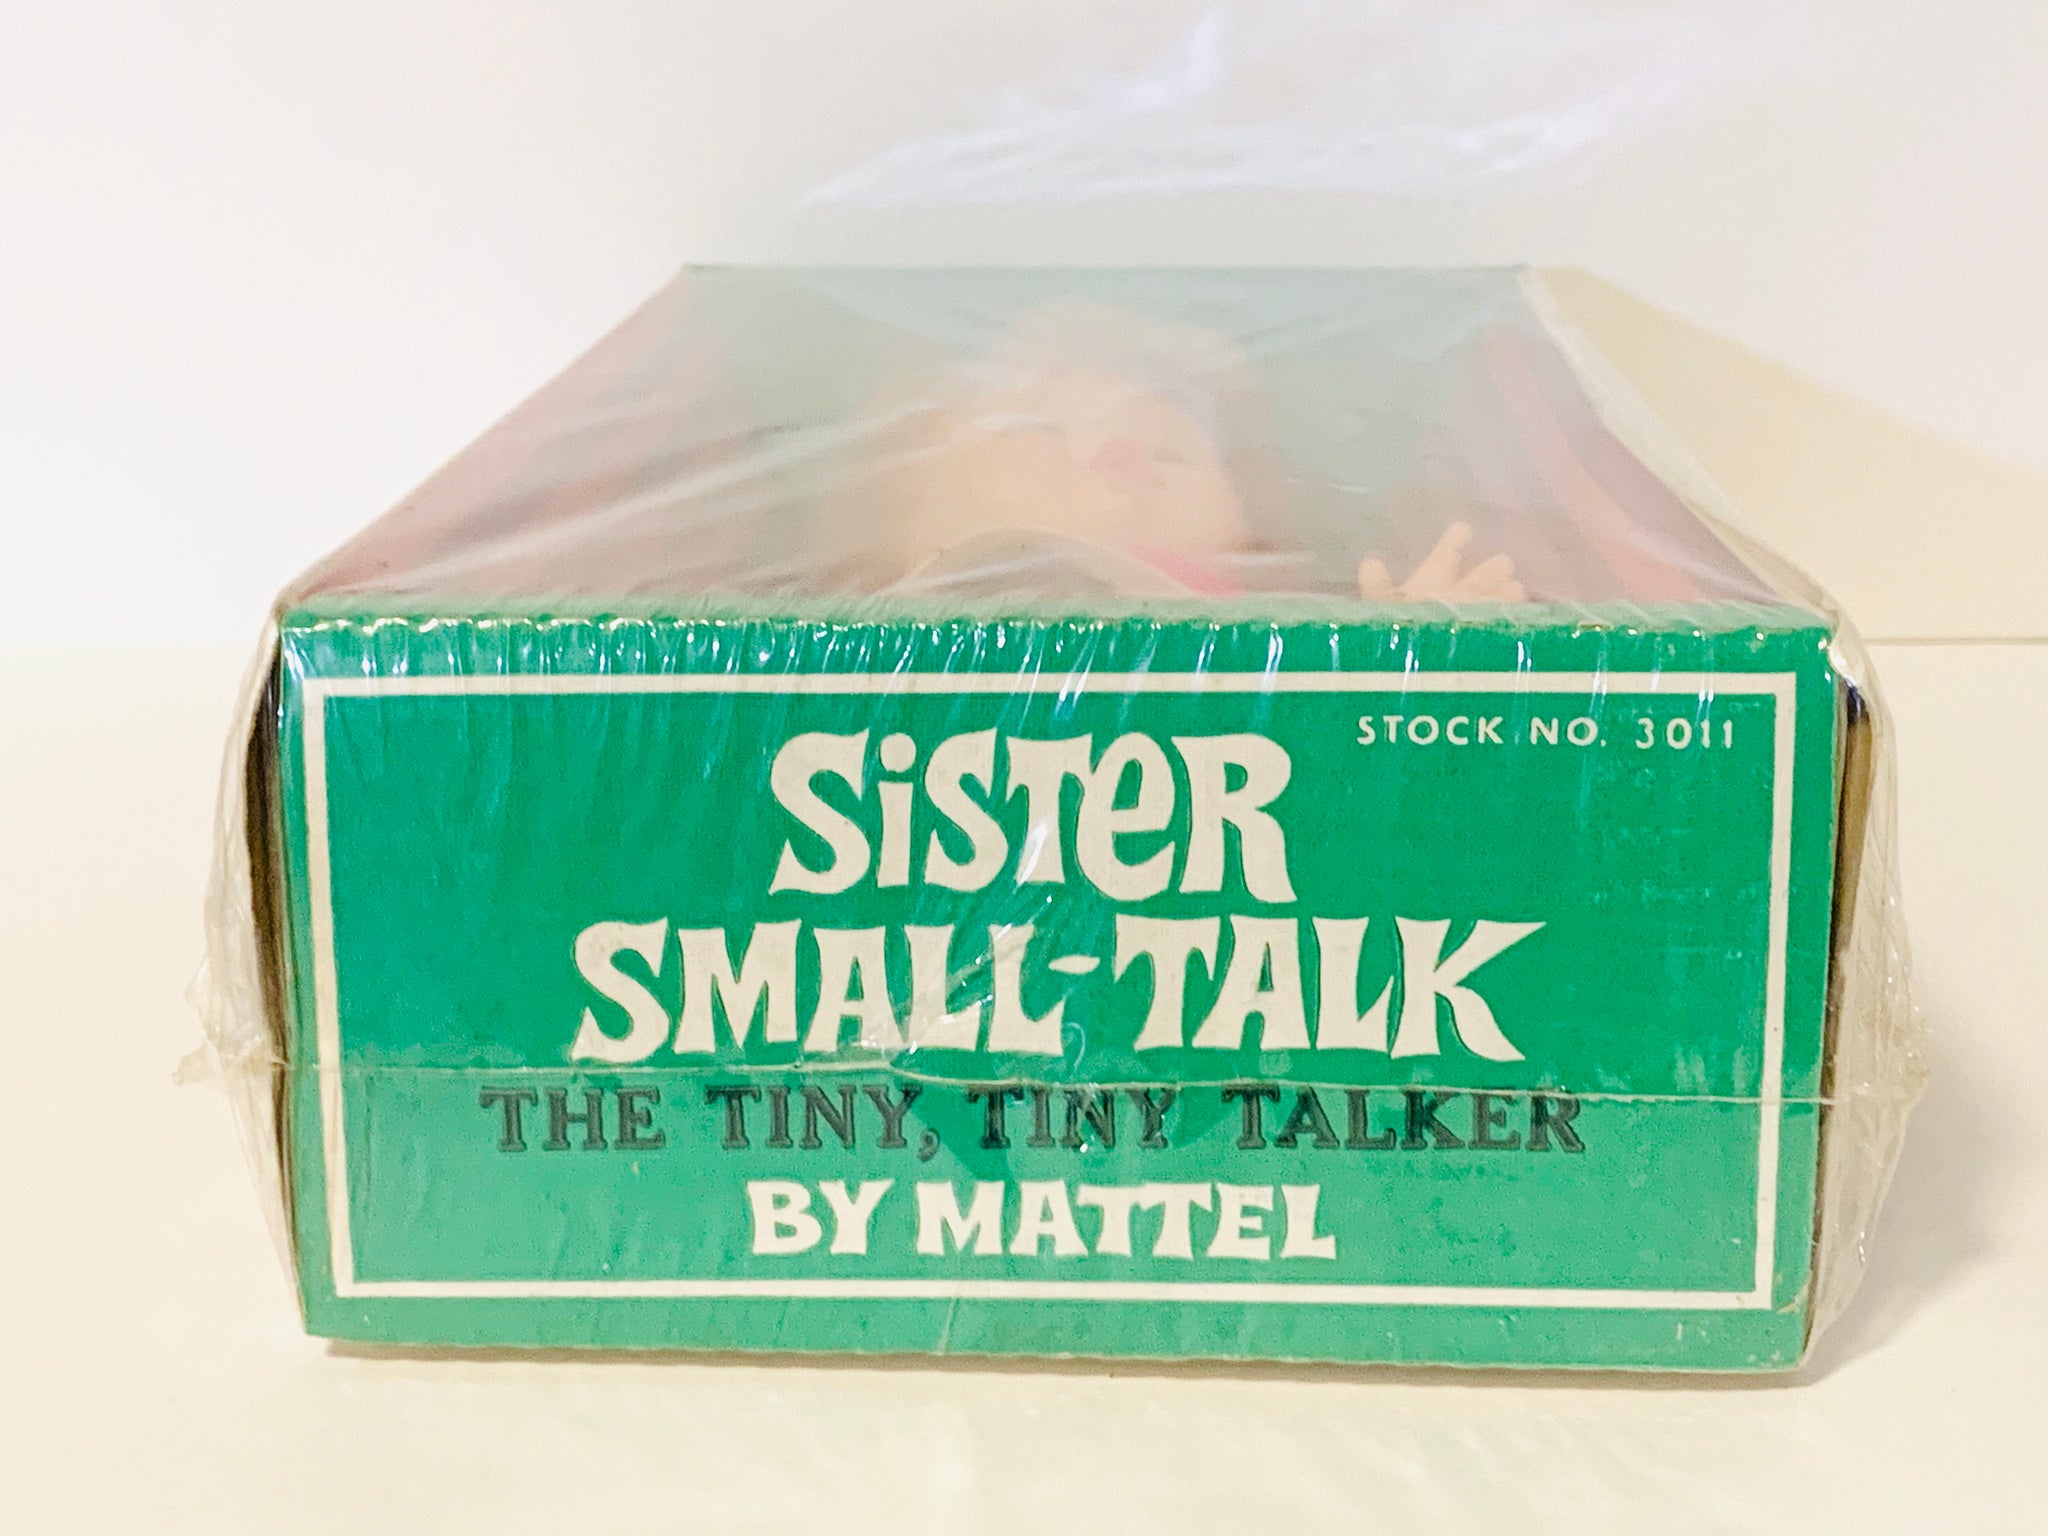 STOCK NO. 3011
SiSTeR
SMALL-TALK
THE TINY, TINY TALKER
BY MATTEL